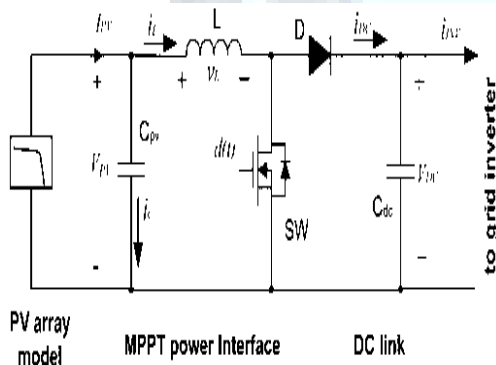 IPV
iL
L
D
iDC
iINV
+
+
vL
−
+
Cpv
VPV
d(t)
ic
SW
Cdc
VDC
-
−
to grid inverter
PV array
model
MPPT power Interface
DC link